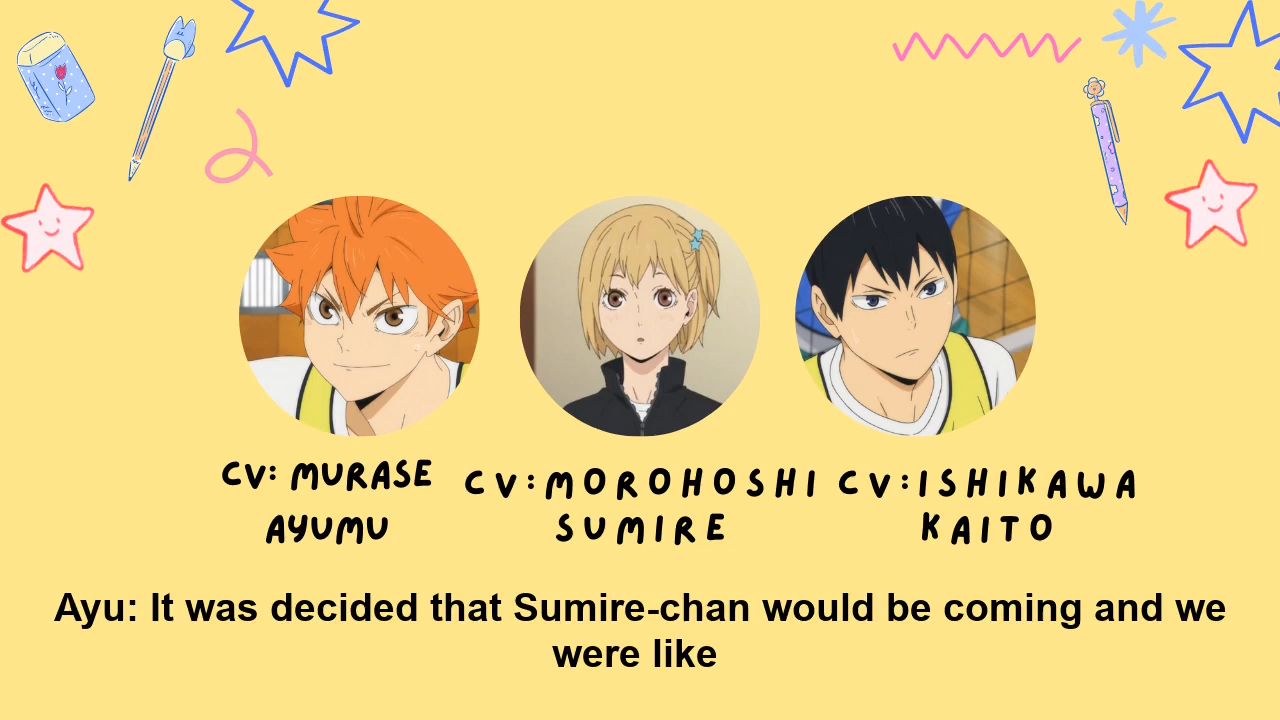 CV: MURASE
AYUMU
CV:MOROHOSHI
SUMIRE
CV:ISHIKAWA
KAITO
Ayu: It was decided that Sumire-chan would be coming and we
were like